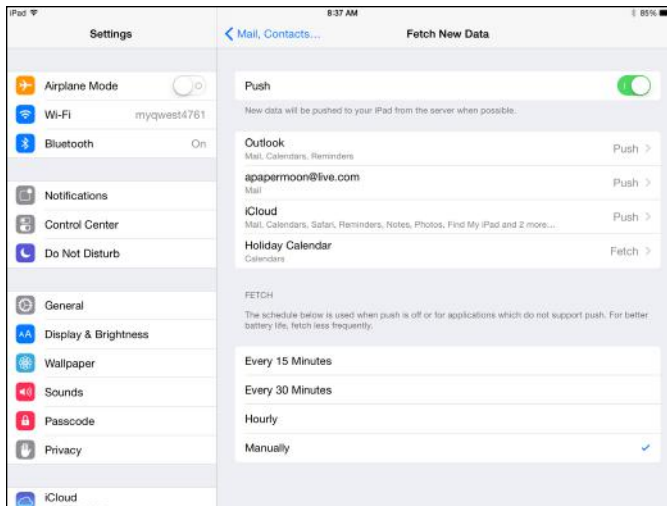 iPad 8:37 AM 85%
Settings
Mail, Contacts... Fetch New Data
Airplane Mode
Wi-Fi myqwest4761
Bluetooth On
Notifications
Control Center
Do Not Disturb
General
AA Display & Brightness
Wallpaper
Sounds
Passcode
Privacy
iCloud
Push
New data will be pushed to your iPad from the server when possible.
Outlook Push
Mail, Calendars, Reminders
apapermoon@live.com Push
Mail
iCloud Push
Mail, Calendars, Safari, Reminders, Notes, Photos, Find My iPad and 2 more...
Holiday Calendar Fetch
Calendars
FETCH
The schedule below is used when push is off or for applications which do not support push. For better
battery life, fetch less frequently.
Every 15 Minutes
Every 30 Minutes
Hourly
Manually